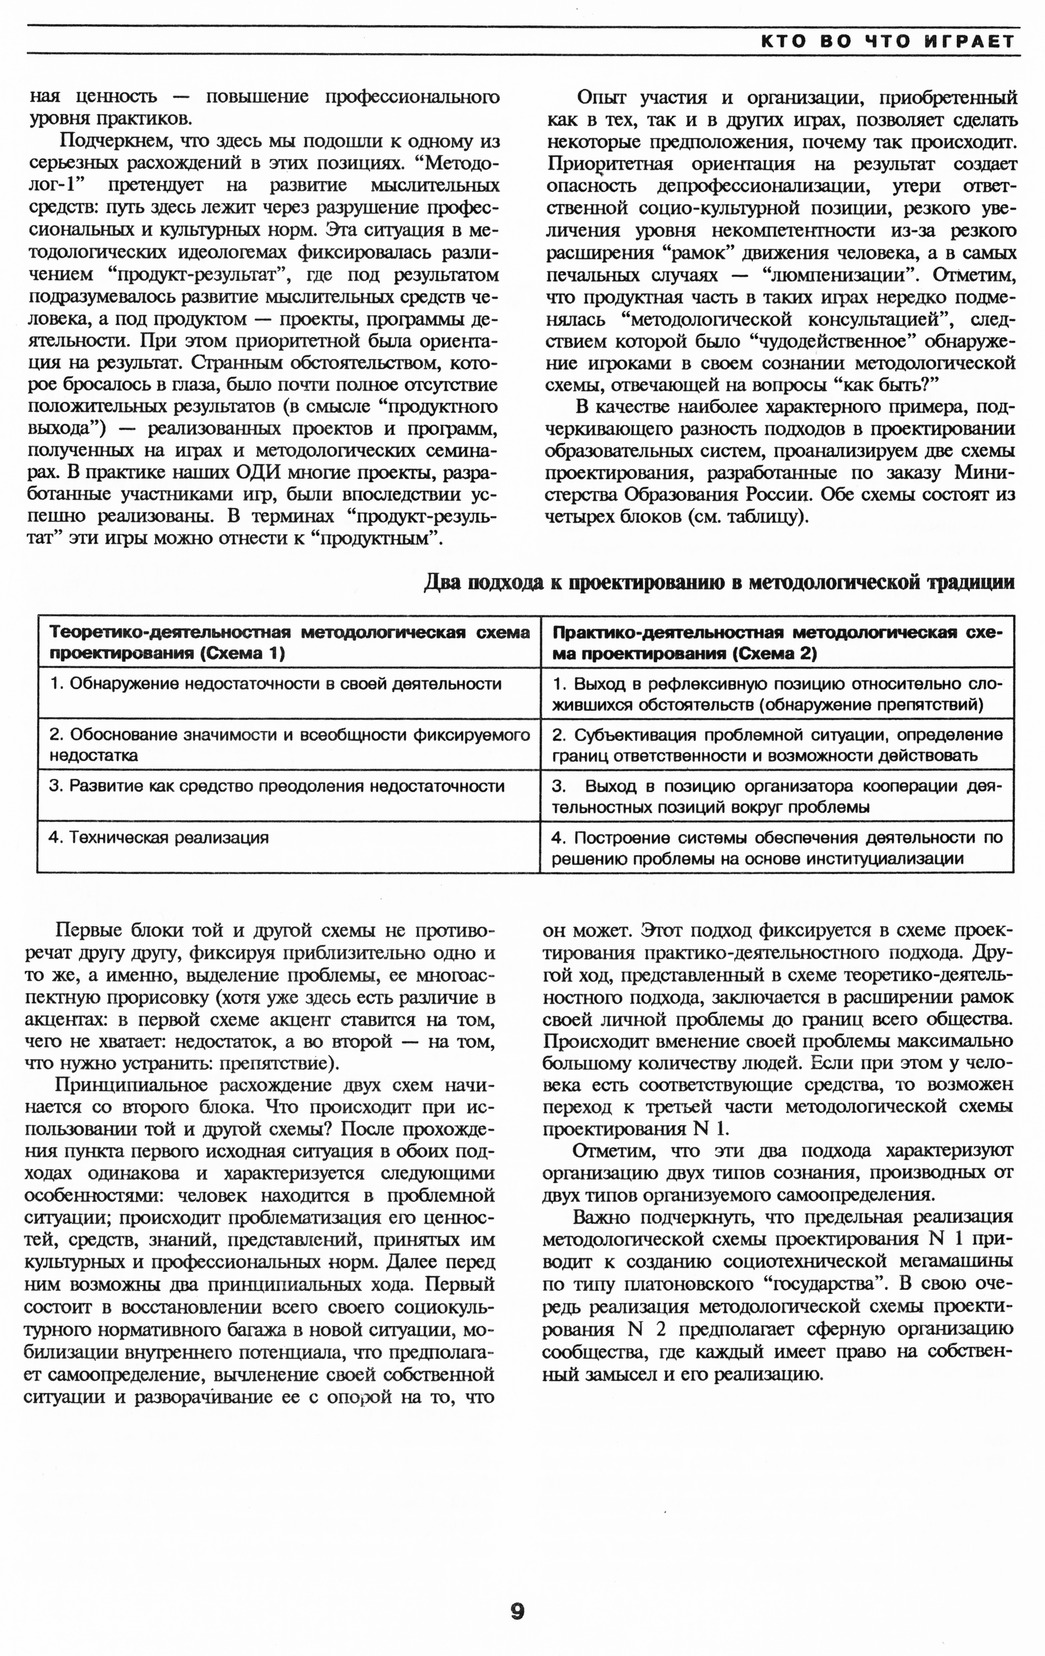 КТО ВО ЧТО ИГРАЕТ
ная ценность — повышение профессионального
уровня практиков.
Подчеркнем, что здесь мы подошли к одному из
серьезных расхождений в этих позициях. “Методо-
лог-1” претендует на развитие мыслительных
средств: путь здесь лежит через разрушение профес-
сиональных и культурных норм. Эта ситуация в ме-
тодологических идеологемах фиксировалась разли-
чением “продукт-результат”, где под результатом
подразумевалось развитие мыслительных средств че-
ловека, а под продуктом — проекты, программы де-
ятельности. При этом приоритетной была ориента-
ция на результат. Странным обстоятельством, кото-
рое бросалось в глаза, было почти полное отсутствие
положительных результатов (в смысле “продуктного
выхода”) — реализованных проектов и программ,
полученных на играх и методологических семина-
рах. В практике наших ОДИ многие проекты, разра-
ботанные участниками игр, были впоследствии ус-
пешно реализованы. В терминах “продукт-резуль-
тат” эти игры можно отнести к “продуктным”.
Опыт участия и организации, приобретенный
как в тех, так и в других играх, позволяет сделать
некоторые предположения, почему так происходит.
Приоритетная ориентация на результат создает
опасность депрофессионализации, утери ответ-
ственной социо-культурной позиции, резкого уве-
личения уровня некомпетентности из-за резкого
расширения “рамок” движения человека, а в самых
печальных случаях — “люмпенизации”. Отметим,
что продуктная часть в таких играх нередко подме-
нялась “методологической консультацией”, след-
ствием которой было “чудодейственное” обнаруже-
ние игроками в своем сознании методологической
схемы, отвечающей на вопросы “как быть?”
В качестве наиболее характерного примера, под-
черкивающего разность подходов в проектировании
образовательных систем, проанализируем две схемы
проектирования, разработанные по заказу Мини-
стерства Образования России. Обе схемы состоят из
четырех блоков (см. таблицу).
Два подхода к проектированию в методологической традиции
Теоретико-деятельностная методологическая схема
проектирования (Схема 1)
Практико-деятельностная методологическая схе-
ма проектирования (Схема 2)
1. Обнаружение недостаточности в своей деятельности
1. Выход в рефлексивную позицию относительно сло-
жившихся обстоятельств (обнаружение препятствий)
2. Обоснование значимости и всеобщности фиксируемого
недостатка
2. Субъективация проблемной ситуации, определение
границ ответственности и возможности действовать
3. Развитие как средство преодоления недостаточности
3. Выход в позицию организатора кооперации дея-
тельностных позиций вокруг проблемы
4. Техническая реализация
4. Построение системы обеспечения деятельности по
решению проблемы на основе институциализации
Первые блоки той и другой схемы не противо-
речат другу другу, фиксируя приблизительно одно и
то же, а именно, выделение проблемы, ее многоас-
пектную прорисовку (хотя уже здесь есть различие в
акцентах: в первой схеме акцент ставится на том,
чего не хватает: недостаток, а во второй — на том,
что нужно устранить: препятствие).
Принципиальное расхождение двух схем начи-
нается со второго блока. Что происходит при ис-
пользовании той и другой схемы? После прохожде-
ния пункта первого исходная ситуация в обоих под-
ходах одинакова и характеризуется следующими
особенностями: человек находится в проблемной
ситуации; происходит проблематизация его ценнос-
тей, средств, знаний, представлений, принятых им
культурных и профессиональных норм. Далее перед
ним возможны два принципиальных хода. Первый
состоит в восстановлении всего своего социокуль-
турного нормативного багажа в новой ситуации, мо-
билизации внутреннего потенциала, что предполага-
ет самоопределение, вычленение своей собственной
ситуации и разворачивание ее с опорой на то, что
он может. Этот подход фиксируется в схеме проек-
тирования практико-деятельностного подхода. Дру-
гой ход, представленный в схеме теоретико-деятель-
ностного подхода, заключается в расширении рамок
своей личной проблемы до границ всего общества.
Происходит вменение своей проблемы максимально
большому количеству людей. Если при этом у чело-
века есть соответствующие средства, то возможен
переход к третьей части методологической схемы
проектирования N 1.
Отметим, что эти два подхода характеризуют
организацию двух типов сознания, производных от
двух типов организуемого самоопределения.
Важно подчеркнуть, что предельная реализация
методологической схемы проектирования N 1 при-
водит к созданию социотехнической мегамашины
по типу платоновского “государства”. В свою оче-
редь реализация методологической схемы проекти-
рования N 2 предполагает сферную организацию
сообщества, где каждый имеет право на собствен-
ный замысел и его реализацию.
9